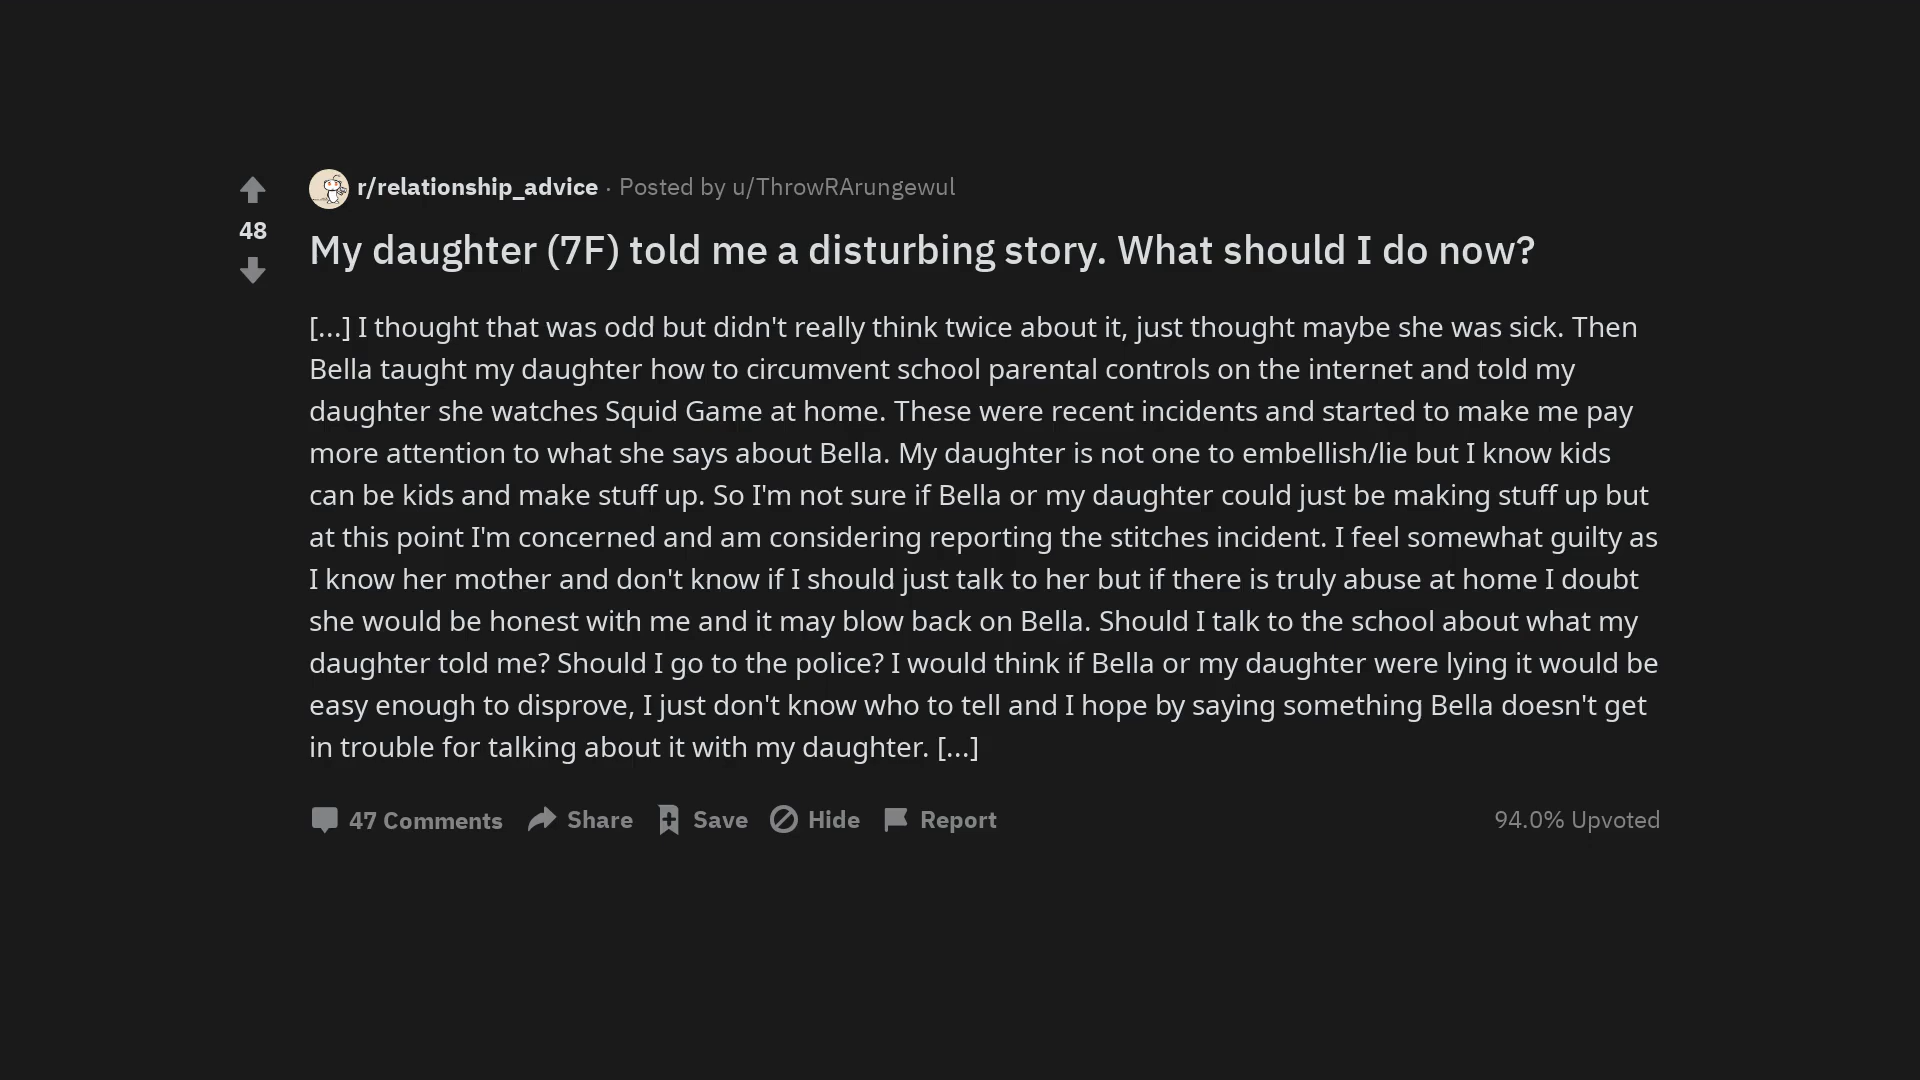 r/relationship_advice · Posted by u/ThrowRArungewul
48
My daughter (7F) told me a disturbing story. What should I do now?
[...] I thought that was odd but didn't really think twice about it, just thought maybe she was sick. Then
Bella taught my daughter how to circumvent school parental controls on the internet and told my
daughter she watches Squid Game at home. These were recent incidents and started to make me pay
more attention to what she says about Bella. My daughter is not one to embellish/lie but I know kids
can be kids and make stuff up. So I'm not sure if Bella or my daughter could just be making stuff up but
at this point I'm concerned and am considering reporting the stitches incident. I feel somewhat guilty as
I know her mother and don't know if I should just talk to her but if there is truly abuse at home I doubt
she would be honest with me and it may blow back on Bella. Should I talk to the school about what my
daughter told me? Should I go to the police? I would think if Bella or my daughter were lying it would be
easy enough to disprove, I just don't know who to tell and I hope by saying something Bella doesn't get
in trouble for talking about it with my daughter. [...]
47 Comments Share Save Hide Report 94.0% Upvoted